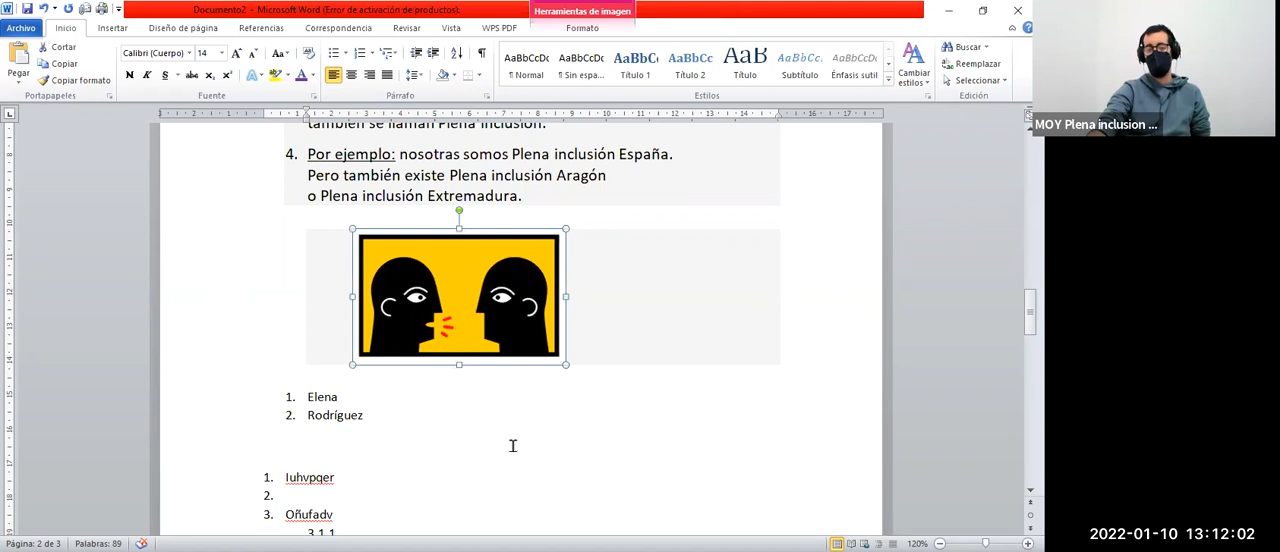 Documento2 - Microsoft Word (Error de activación de productos)
Herramientas de imagen
Archivo Inicio Insertar Diseño de página Referencias Correspondencia Revisar Vista WPS PDF Formato
Pegar
Cortar
Copiar
Copiar formato
Portapapeles
Calibri (Cuerpo) 14
N K S abc x₂ x²
Fuente
Párrafo
AaBbCcDc AaBbCcDc AaBbC AaBbCc AaB AaBbCc. AaBbCcDc
¶ Normal ¶ Sin espa... Título 1 Título 2 Título Subtítulo Énfasis sutil
Estilos
Cambiar estilos
Buscar
Reemplazar
Seleccionar
Edición
MOY Plena inclusion ...
también se llaman Plena inclusión.
4. Por ejemplo: nosotras somos Plena inclusión España.
Pero también existe Plena inclusión Aragón
o Plena inclusión Extremadura.
1. Elena
2. Rodríguez
1. Iuhvpqer
2.
3. Oñufadv
3.1.1
Página: 2 de 3 Palabras: 89 120%
2022-01-10 13:12:02